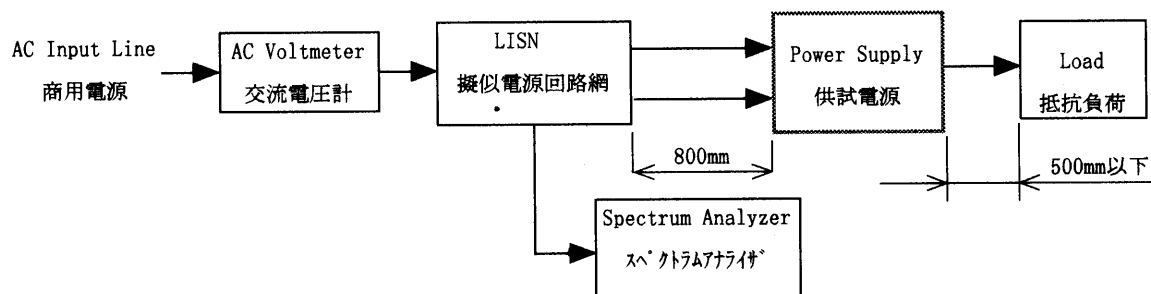 AC Input Line
商用電源
AC Voltmeter
交流電圧計
LISN
擬似電源回路網
Power Supply
供試電源
Load
抵抗負荷
800mm
500mm以下
Spectrum Analyzer
スペクトラムアナライザ